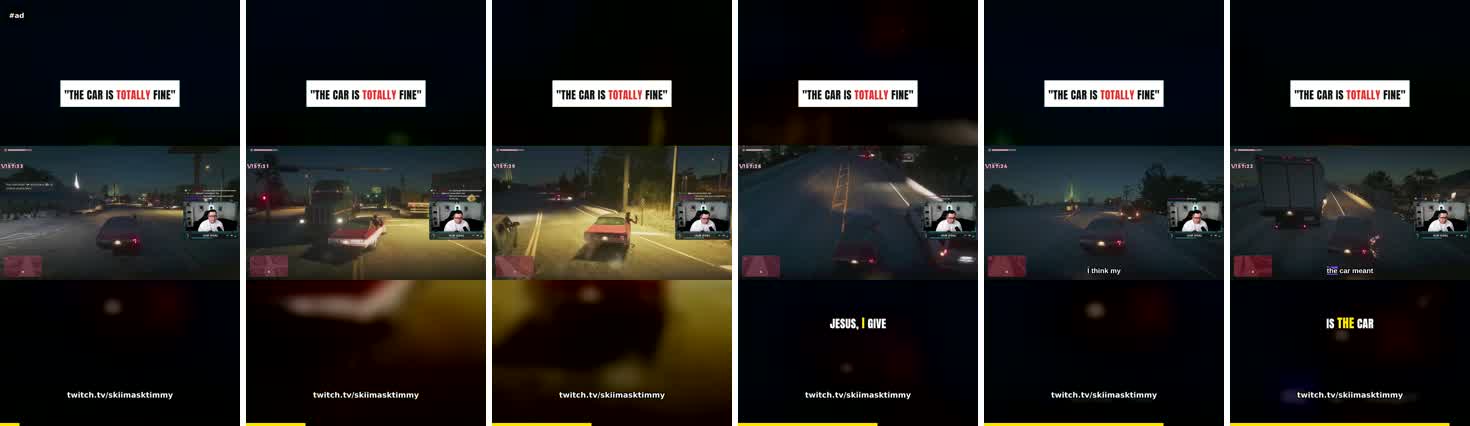 #ad
"THE CAR IS TOTALLY FINE"
twitch.tv/skiimasktimmy
"THE CAR IS TOTALLY FINE"
twitch.tv/skiimasktimmy
"THE CAR IS TOTALLY FINE"
twitch.tv/skiimasktimmy
"THE CAR IS TOTALLY FINE"
JESUS, I GIVE
twitch.tv/skiimasktimmy
"THE CAR IS TOTALLY FINE"
I think my
twitch.tv/skiimasktimmy
"THE CAR IS TOTALLY FINE"
the car meant
IS THE CAR
twitch.tv/skiimasktimmy